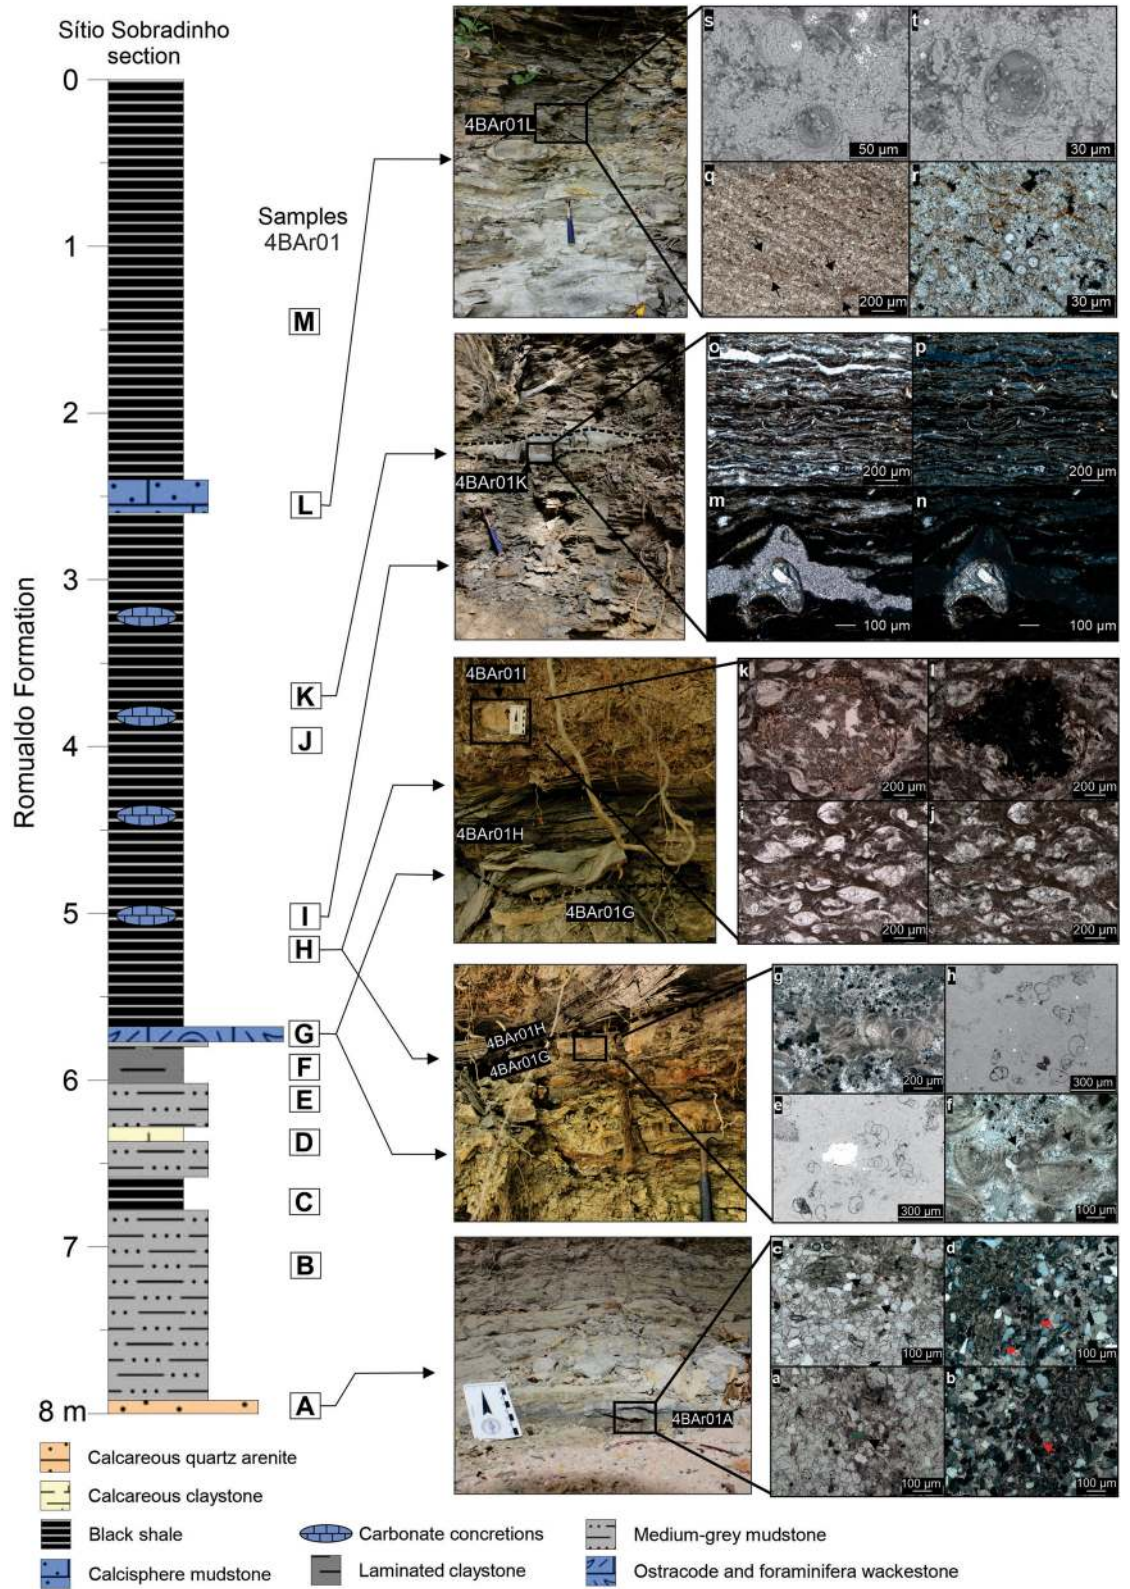 Sítio Sobradinho
section
0
1
2
3
4
5
6
7
8 m
Romualdo Formation
Samples
4BAr01
M
L
K
J
I
H
G
F
E
D
C
B
A
4BAr01L
s
50 µm
t
30 µm
q
200 µm
r
30 µm
4BAr01K
o
200 µm
p
200 µm
m
100 µm
n
100 µm
4BAr01I
4BAr01H
4BAr01G
k
200 µm
l
200 µm
i
200 µm
j
200 µm
4BAr01H
4BAr01G
g
200 µm
h
300 µm
e
300 µm
f
100 µm
4BAr01A
c
100 µm
d
100 µm
a
100 µm
b
100 µm
Calcareous quartz arenite
Calcareous claystone
Black shale
Carbonate concretions
Medium-grey mudstone
Calcisphere mudstone
Laminated claystone
Ostracode and foraminifera wackestone